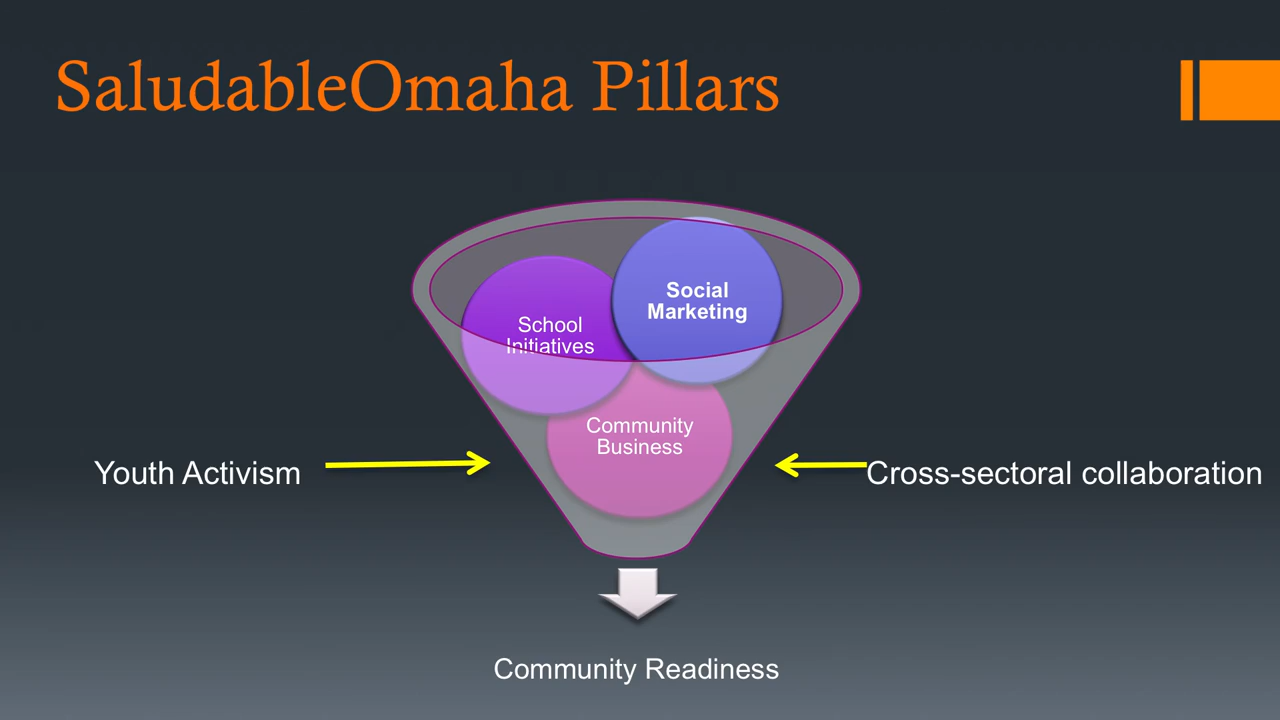 SaludableOmaha Pillars
Social
Marketing
School
Initiatives
Community
Business
Youth Activism
Cross-sectoral collaboration
Community Readiness